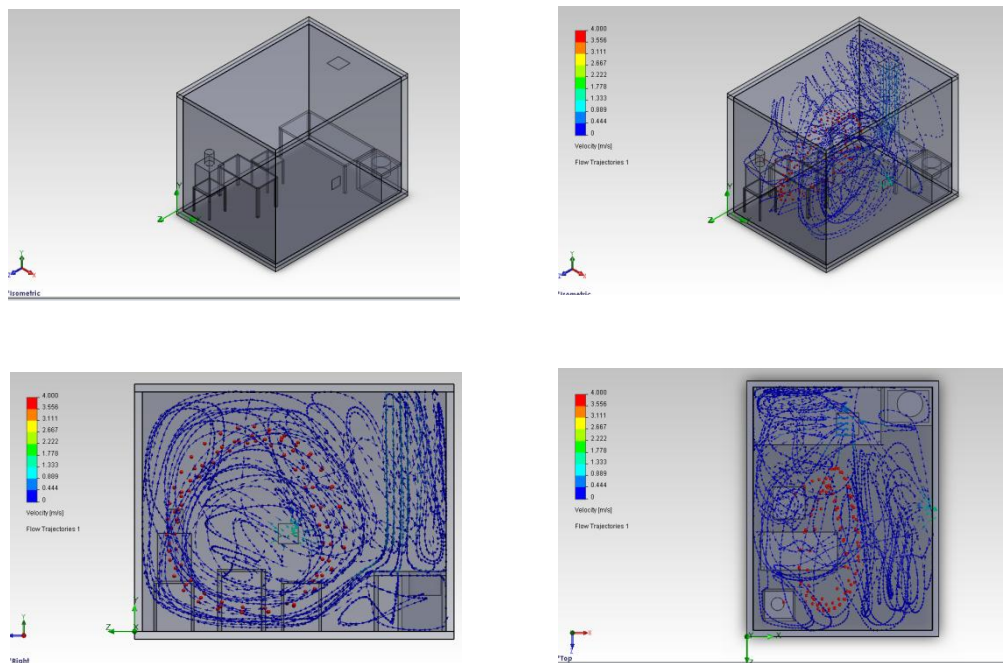 Y
Z
Y
Z
X
*Isometric
4.000
3.556
3.111
2.667
2.222
1.778
1.333
0.889
0.444
0
Velocity [m/s]
Flow Trajectories 1
Y
Z
Y
Z
X
*Isometric
4.000
3.556
3.111
2.667
2.222
1.778
1.333
0.889
0.444
0
Velocity [m/s]
Flow Trajectories 1
Y
Z
X
Y
*Right
4.000
3.556
3.111
2.667
2.222
1.778
1.333
0.889
0.444
0
Velocity [m/s]
Flow Trajectories 1
Y
X
Z
*Top